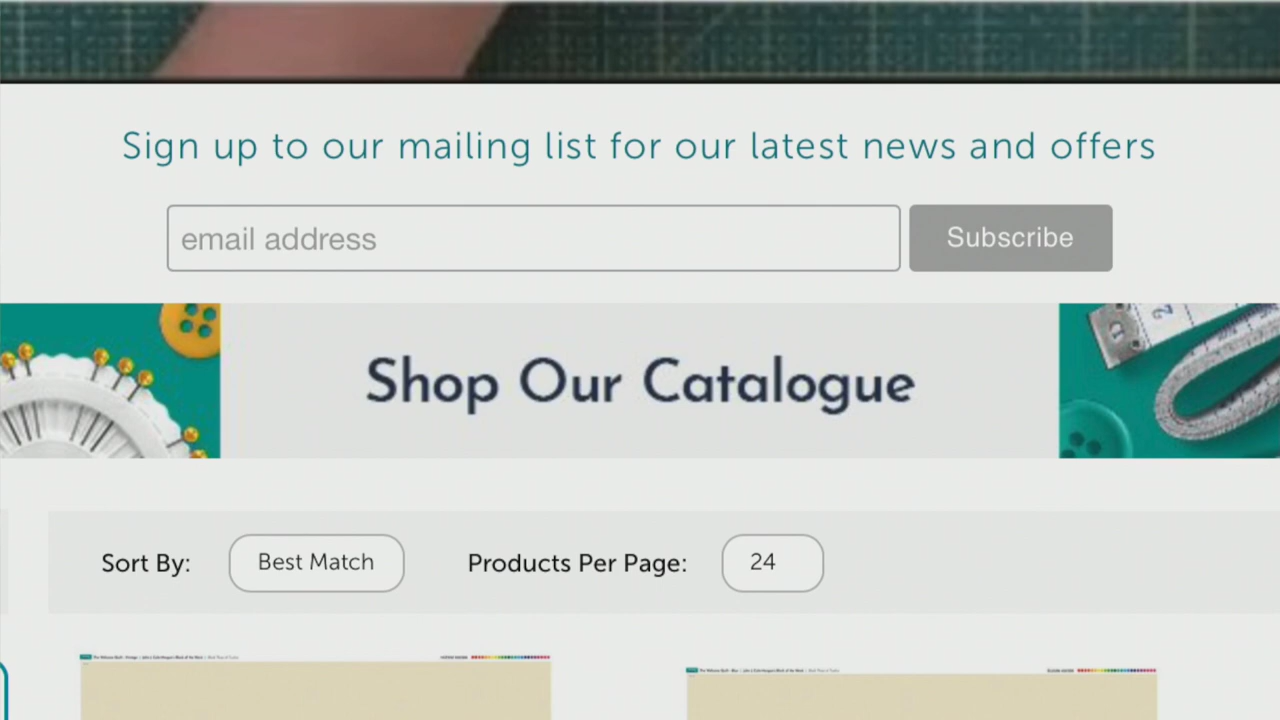 Sign up to our mailing list for our latest news and offers
email address
Subscribe
Shop Our Catalogue
Sort By:
Best Match
Products Per Page:
24